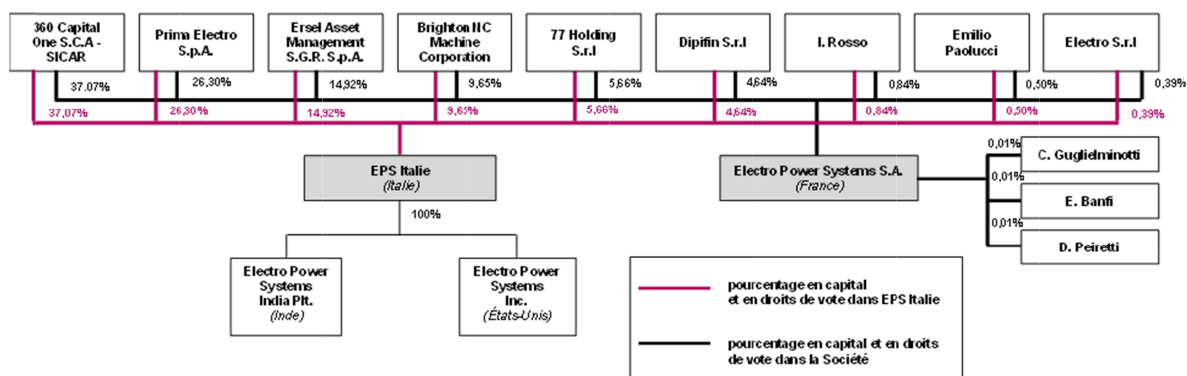 360 Capital
One S.C.A -
SICAR
Prima Electro
S.p.A.
Ersel Asset
Management
S.G.R. S.p.A.
Brighton NC
Machine
Corporation
77 Holding
S.r.l
Dipifin S.r.l
I. Rosso
Emilio
Paolucci
Electro S.r.l
37.07%
26,30%
14,92%
9,65%
5,66%
4,64%
0,84%
0,50%
0,39%
37,07%
26,30%
14,92%
9,65%
5,66%
4,64%
0,84%
0,50%
0,39%
EPS Italie
(Italie)
Electro Power Systems S.A.
(France)
0,01%
C. Guglielminotti
0,01%
E. Banfi
0,01%
D. Peiretti
100%
Electro Power
Systems
India Plt.
(Inde)
Electro Power
Systems
Inc.
(États-Unis)
pourcentage en capital
et en droits de vote dans EPS Italie
pourcentage en capital et en droits
de vote dans la Société